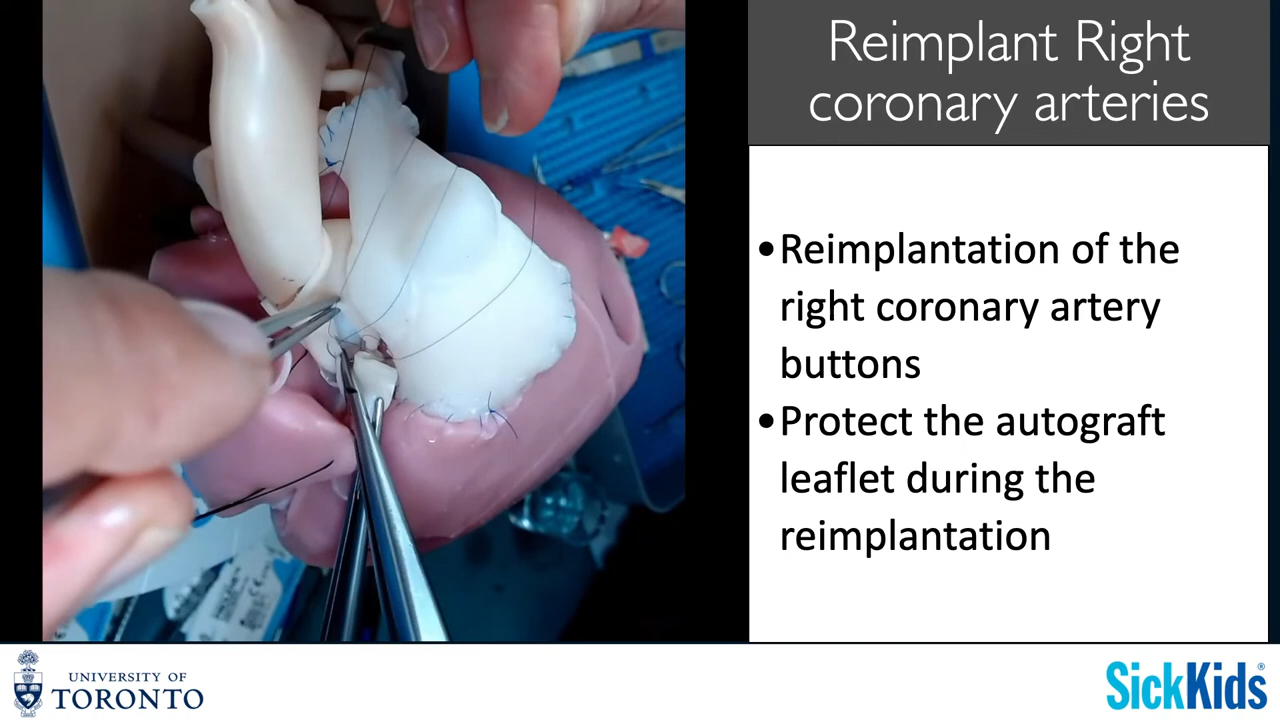 Reimplant Right
coronary arteries
•Reimplantation of the
right coronary artery
buttons
•Protect the autograft
leaflet during the
reimplantation
UNIVERSITY OF
TORONTO
SickKids®